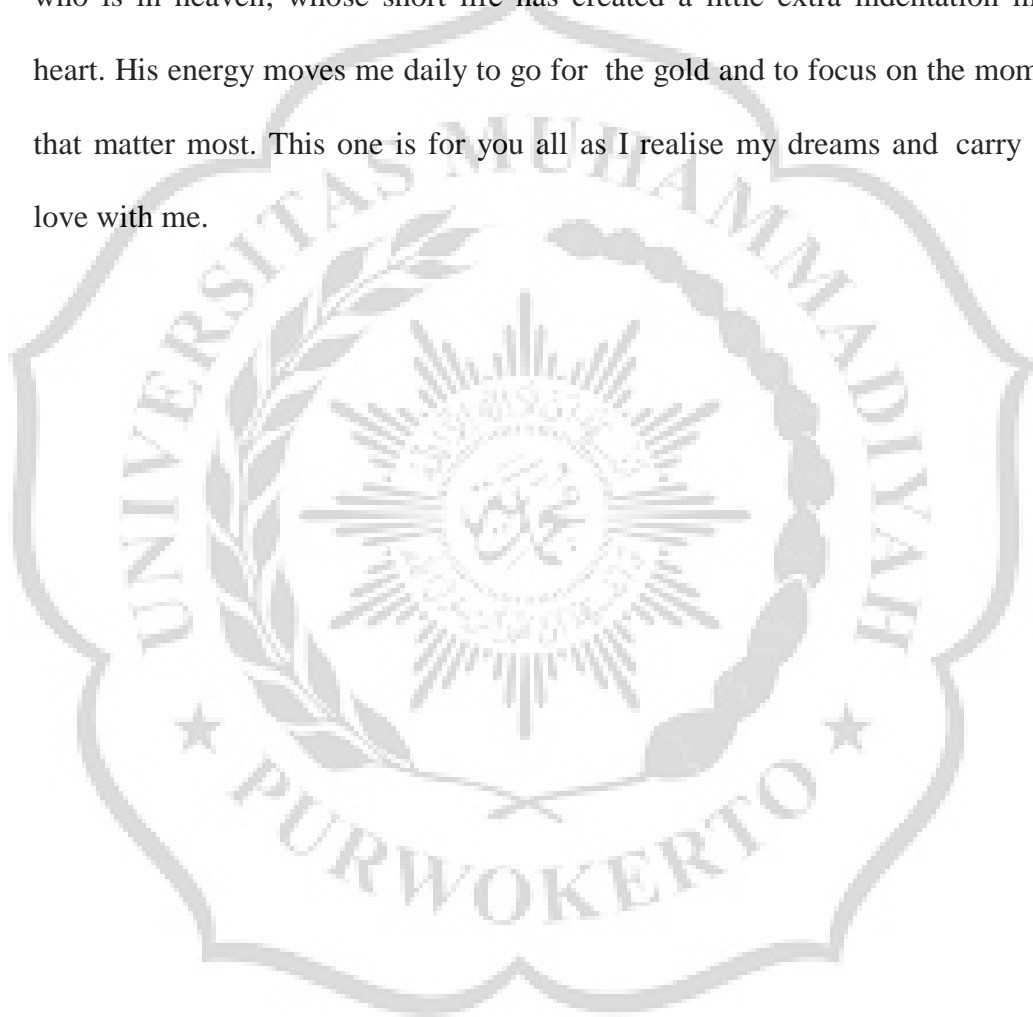 who is in heaven, whose short life has created a little extra indentation in
heart. His energy moves me daily to go for the gold and to focus on the mom
that matter most. This one is for you all as I realise my dreams and carry
love with me.
UNIVERSITAS MUHAMMADIYAH
★ PURWOKERTO ★